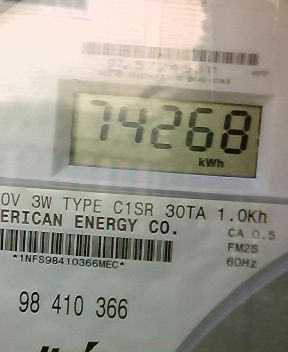 74268
kWh
0V 3W TYPE C1SR 30TA 1.0Kh
ERICAN ENERGY CO.
CA 0.5
FM2S
60Hz
*1NFS98410366MEC*
98 410 366